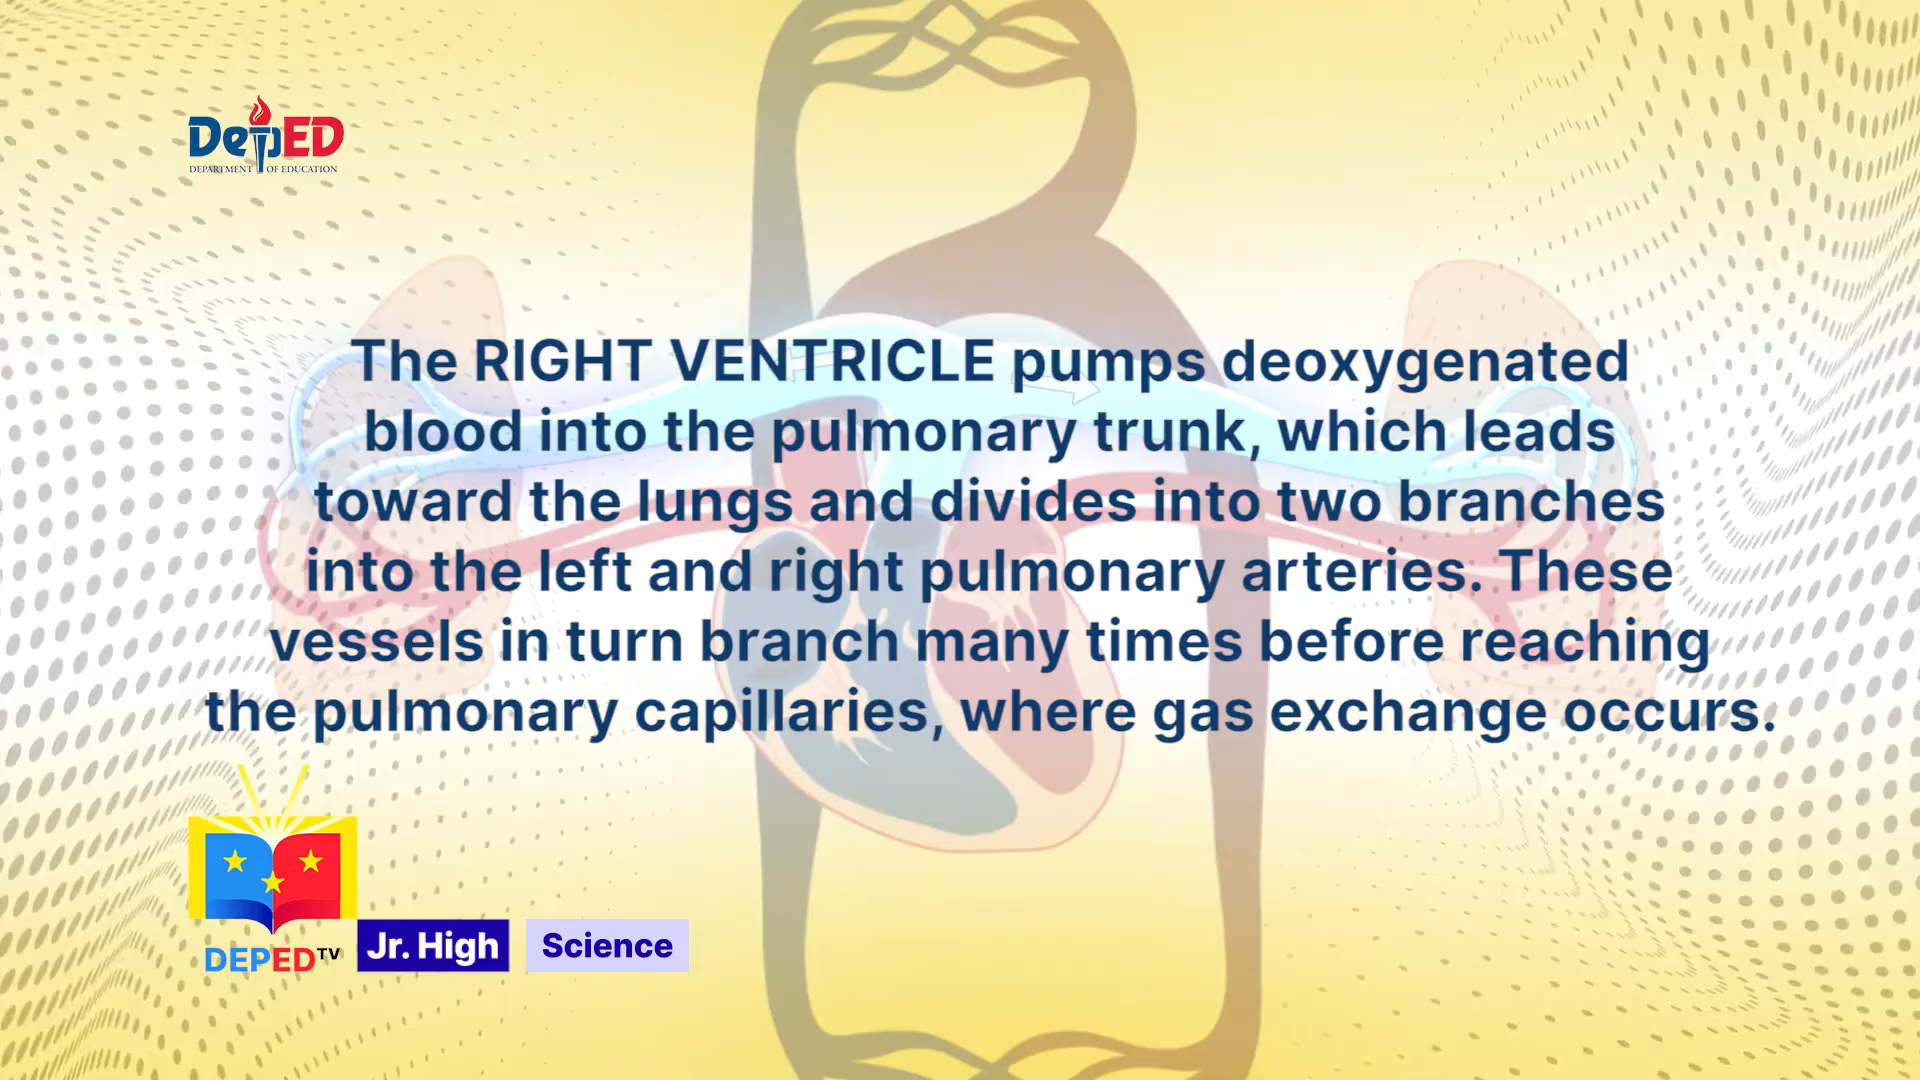 DepED
DEPARTMENT OF EDUCATION
The RIGHT VENTRICLE pumps deoxygenated
blood into the pulmonary trunk, which leads
toward the lungs and divides into two branches
into the left and right pulmonary arteries. These
vessels in turn branch many times before reaching
the pulmonary capillaries, where gas exchange occurs.
DEPED TV
Jr. High
Science